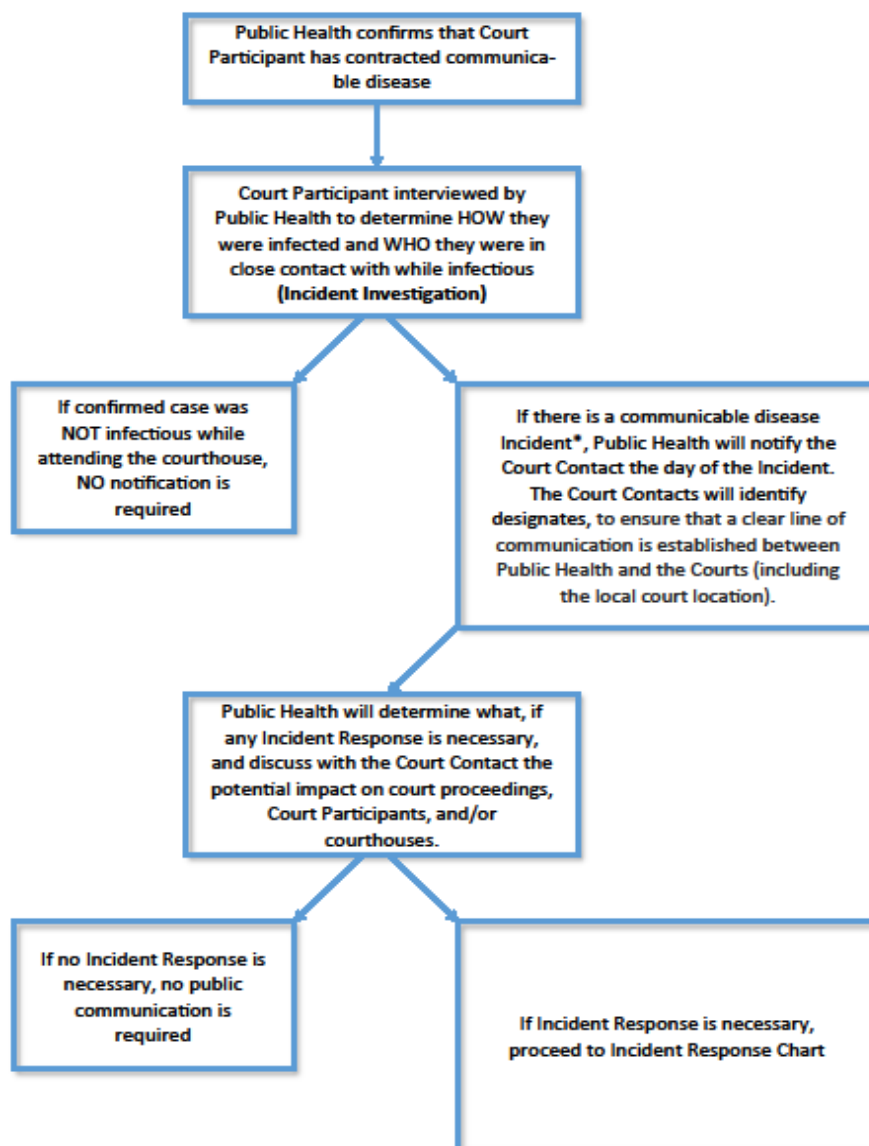 Public Health confirms that Court
Participant has contracted communica-
ble disease
Court Participant interviewed by
Public Health to determine HOW they
were infected and WHO they were in
close contact with while infectious
(Incident Investigation)
If confirmed case was
NOT infectious while
attending the courthouse,
NO notification is
required
If there is a communicable disease
Incident*, Public Health will notify the
Court Contact the day of the Incident.
The Court Contacts will identify
designates, to ensure that a clear line of
communication is established between
Public Health and the Courts (including
the local court location).
Public Health will determine what, if
any Incident Response is necessary,
and discuss with the Court Contact the
potential impact on court proceedings,
Court Participants, and/or
courthouses.
If no Incident Response is
necessary, no public
communication is
required
If Incident Response is necessary,
proceed to Incident Response Chart